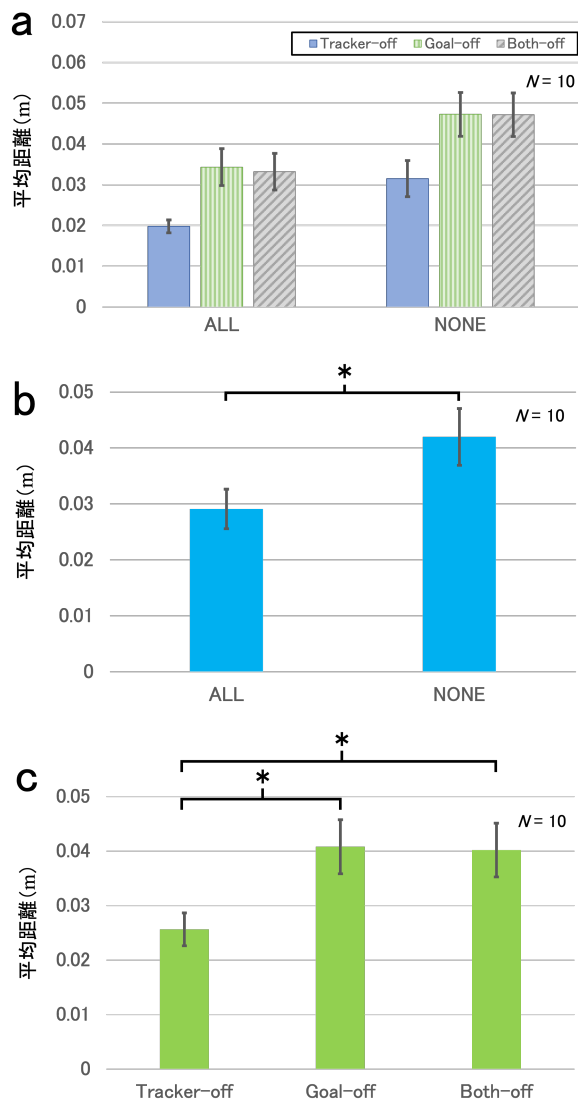 a
0.07
0.06
0.05
0.04
0.03
0.02
0.01
0
平均距離(m)
Tracker-off Goal-off Both-off
N = 10
ALL NONE
b
*
0.05
0.04
0.03
0.02
0.01
0
平均距離(m)
N = 10
ALL NONE
c
*
*
0.05
0.04
0.03
0.02
0.01
0
平均距離(m)
N = 10
Tracker-off Goal-off Both-off